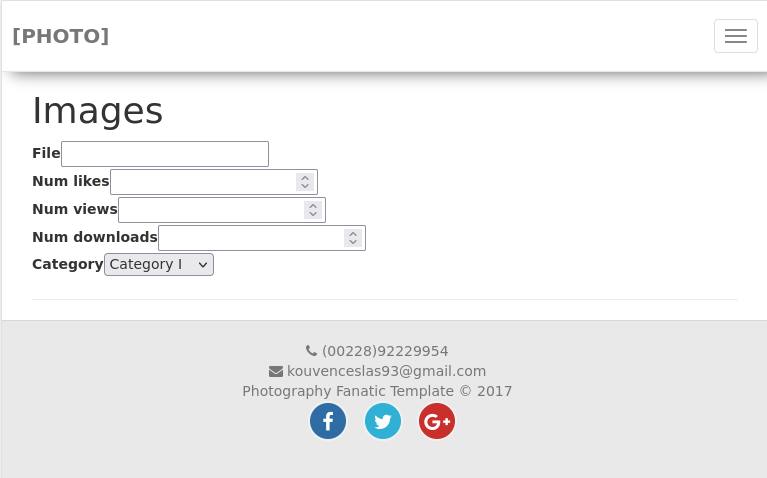 [PHOTO]
Images
File
Num likes
Num views
Num downloads
Category Category I
(00228)92229954
kouvenceslas93@gmail.com
Photography Fanatic Template © 2017
f G+